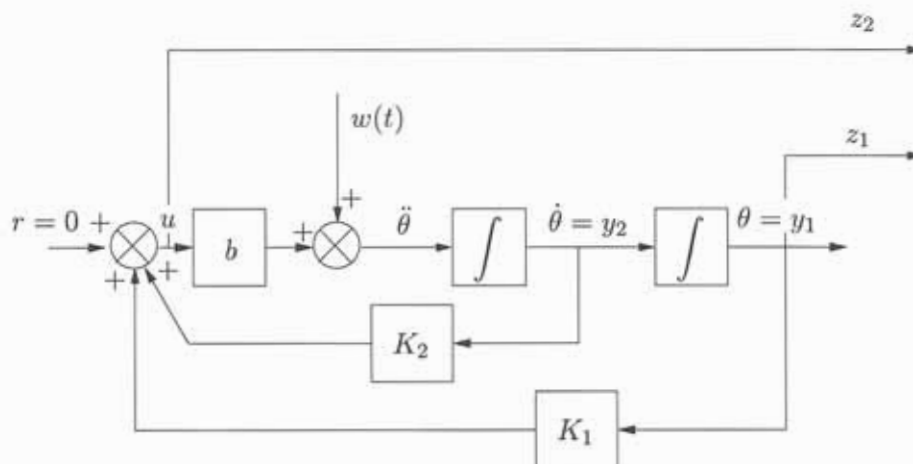 z₂
w(t)
z₁
r = 0 + u + θ̈ θ̇ = y₂ θ = y₁
b ∫ ∫
+ +
+
K₂
K₁